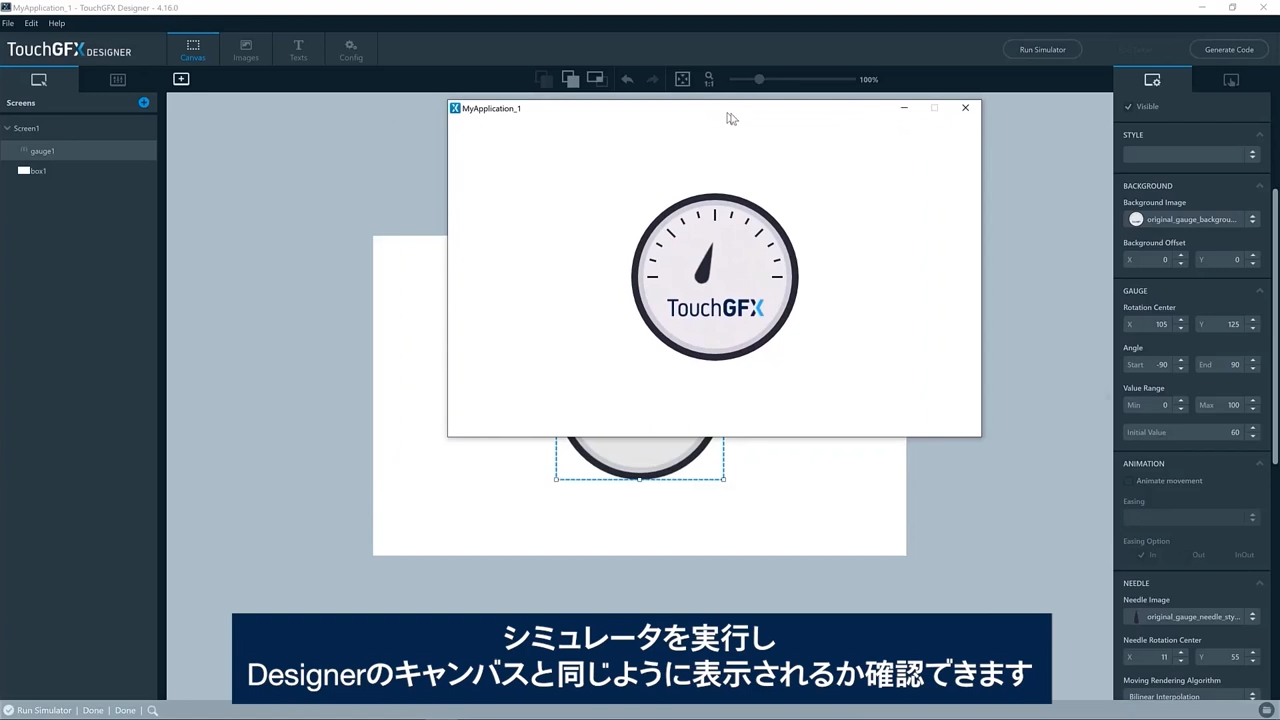 MyApplication_1 - TouchGFX Designer - 4.16.0
File Edit Help
TouchGFX DESIGNER
Canvas
Images
Texts
Config
Run Simulator
Generate Code
1:1
100%
Screens
Screen1
gauge1
box1
MyApplication_1
TouchGFX
Visible
STYLE
BACKGROUND
Background Image
original_gauge_backgrou...
Background Offset
X 0 Y 0
GAUGE
Rotation Center
X 105 Y 125
Angle
Start -90 End 90
Value Range
Min 0 Max 100
Initial Value 60
ANIMATION
Animate movement
Easing
Easing Option
In Out InOut
NEEDLE
Needle Image
original_gauge_needle_sty...
Needle Rotation Center
X 11 Y 55
Moving Rendering Algorithm
Bilinear Interpolation
シミュレータを実行し
Designerのキャンバスと同じように表示されるか確認できます
Run Simulator | Done | Done |